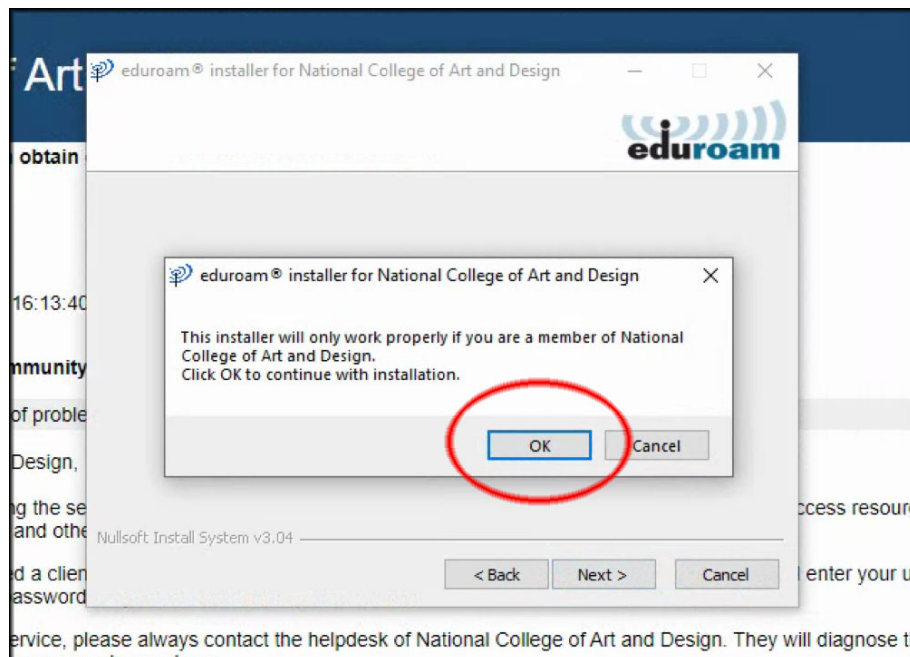 Art
eduroam® installer for National College of Art and Design
eduroam
obtain
eduroam® installer for National College of Art and Design
16:13:40
This installer will only work properly if you are a member of National
College of Art and Design.
Click OK to continue with installation.
mmunity
of proble
OK
Cancel
Design,
ng the se
ccess resour
and othe
Nullsoft Install System v3.04
< Back
Next >
Cancel
ed a clien
enter your u
assword
ervice, please always contact the helpdesk of National College of Art and Design. They will diagnose t